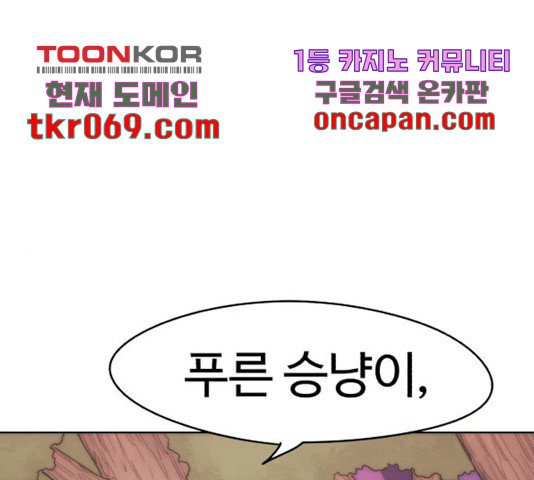 TOONKOR
현재 도메인
tkr069.com
1등 카지노 커뮤니티
구글검색 온카판
oncapan.com
푸른 승냥이,